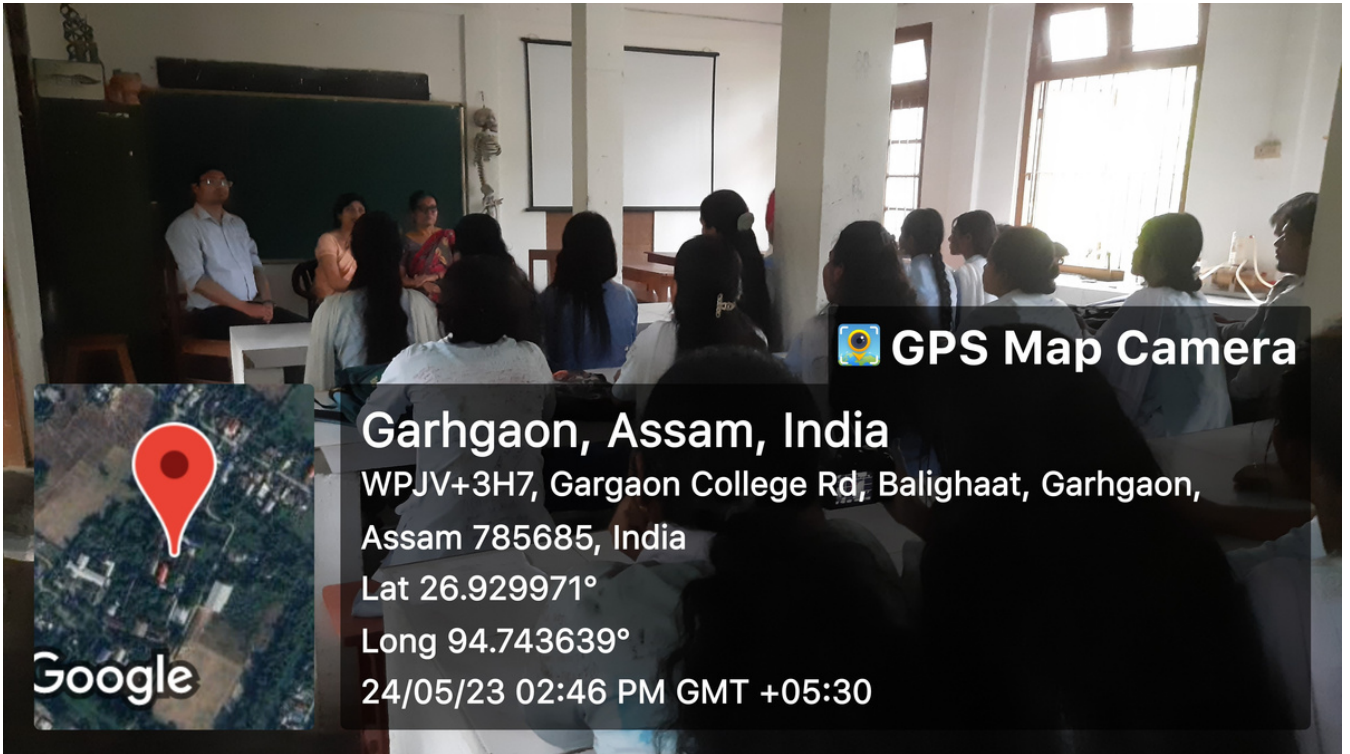 GPS Map Camera
Garhgaon, Assam, India
WPJV+3H7, Gargaon College Rd, Balighaat, Garhgaon,
Assam 785685, India
Lat 26.929971°
Long 94.743639°
24/05/23 02:46 PM GMT +05:30
Google